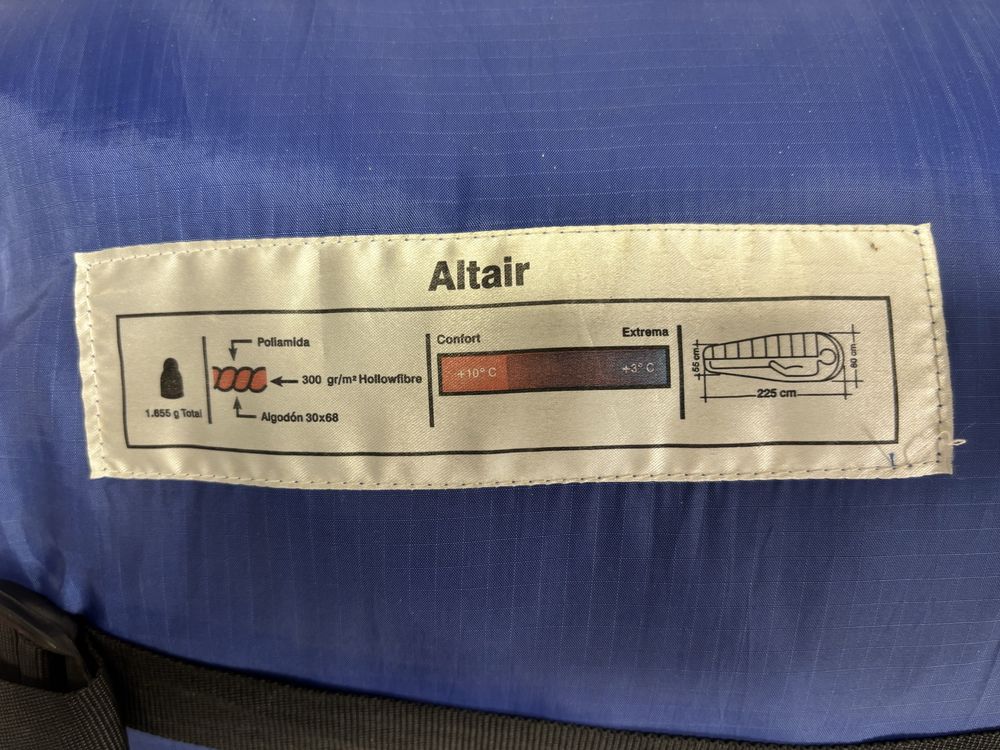 Altair
1.655 g Total
Poliamida
300 gr/m² Hollowfibre
Algodón 30x68
Confort
Extrema
+10° C
+3° C
55 cm
80 cm
225 cm